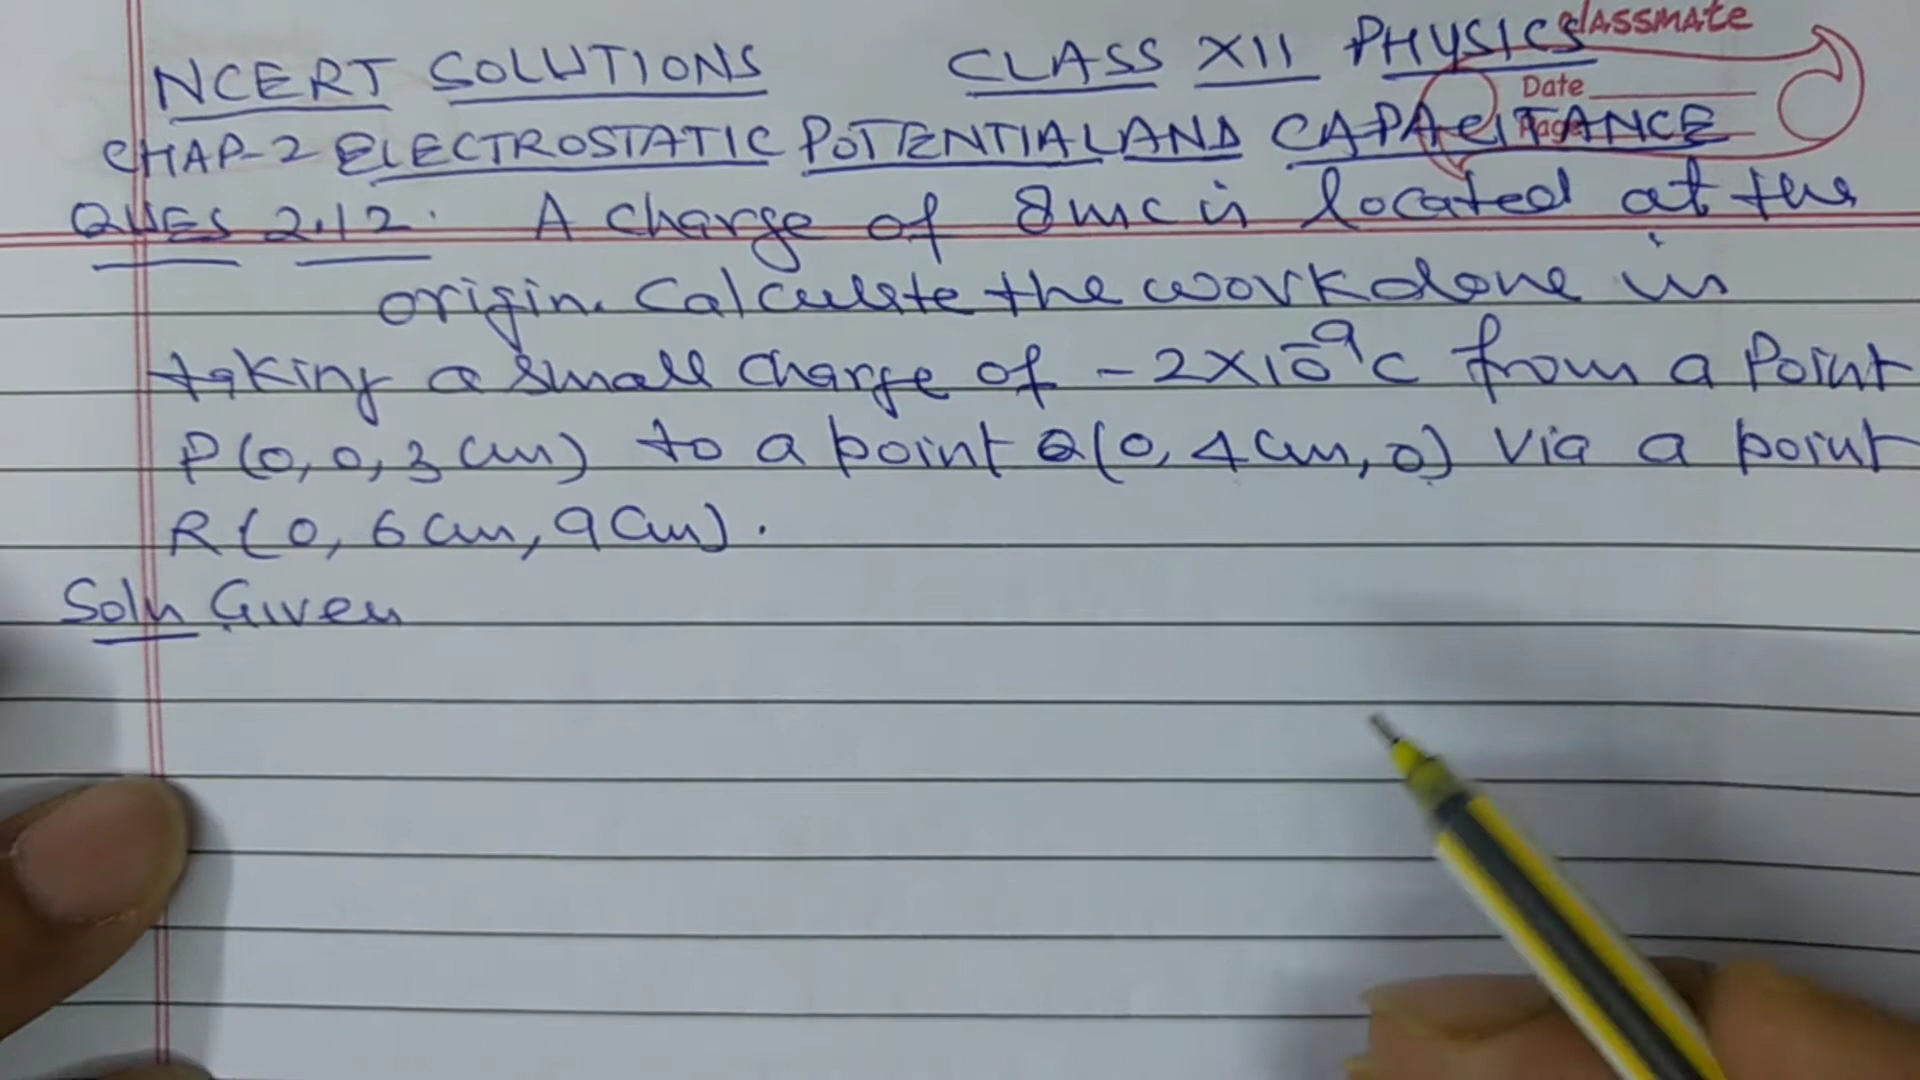 NCERT SOLUTIONS CLASS XII PHYSICS
classmate
Date
Page
CHAP-2 ELECTROSTATIC POTENTIAL AND CAPACITANCE
QUES 2.12. A charge of 8mc is located at the
origin. Calculate the work done in
taking a small charge of -2×10⁻⁹c from a Point
P(0,0,3cm) to a point Q(0,4cm,0) via a point
R(0,6cm,9cm).
Soln Given